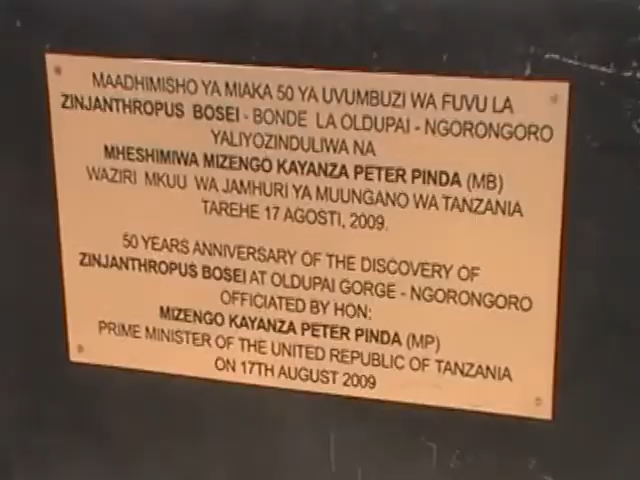 MAADHIMISHO YA MIAKA 50 YA UVUMBUZI WA FUVU LA
ZINJANTHROPUS BOSEI - BONDE LA OLDUPAI - NGORONGORO
YALIYOZINDULIWA NA
MHESHIMIWA MIZENGO KAYANZA PETER PINDA (MB)
WAZIRI MKUU WA JAMHURI YA MUUNGANO WA TANZANIA
TAREHE 17 AGOSTI, 2009.
50 YEARS ANNIVERSARY OF THE DISCOVERY OF
ZINJANTHROPUS BOSEI AT OLDUPAI GORGE - NGORONGORO
OFFICIATED BY HON:
MIZENGO KAYANZA PETER PINDA (MP)
PRIME MINISTER OF THE UNITED REPUBLIC OF TANZANIA
ON 17TH AUGUST 2009